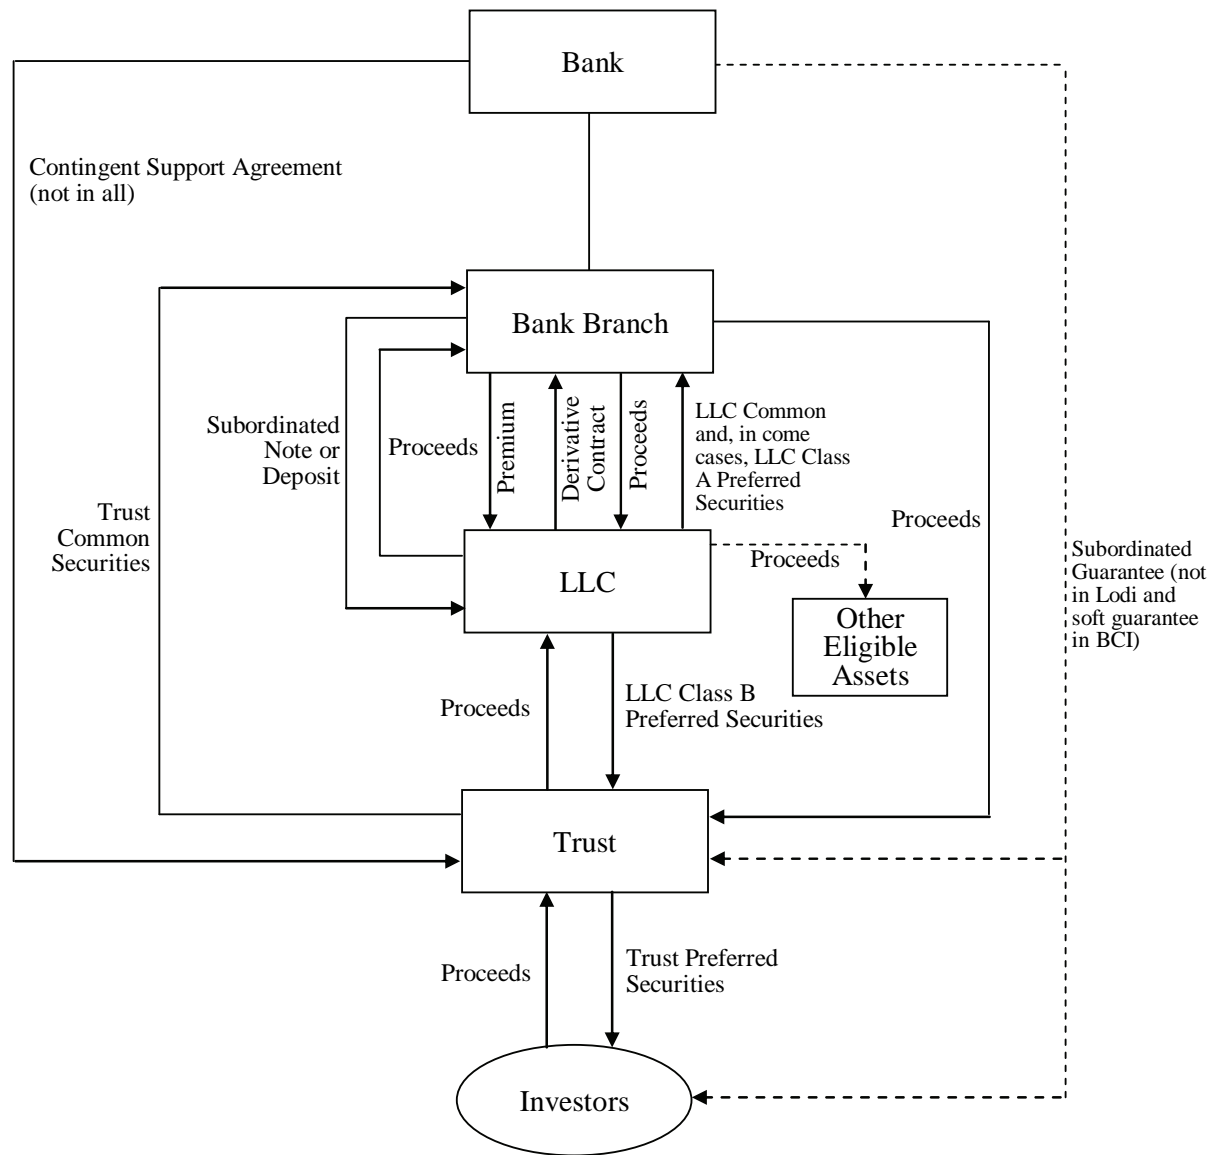 Bank
Contingent Support Agreement
(not in all)
Bank Branch
Subordinated
Note or
Deposit
Proceeds
Premium
Derivative
Contract
Proceeds
LLC Common
and, in come
cases, LLC Class
A Preferred
Securities
Trust
Common
Securities
Proceeds
Subordinated
Guarantee (not
in Lodi and
soft guarantee
in BCI)
LLC
Proceeds
Other
Eligible
Assets
Proceeds
LLC Class B
Preferred Securities
Trust
Proceeds
Trust Preferred
Securities
Investors